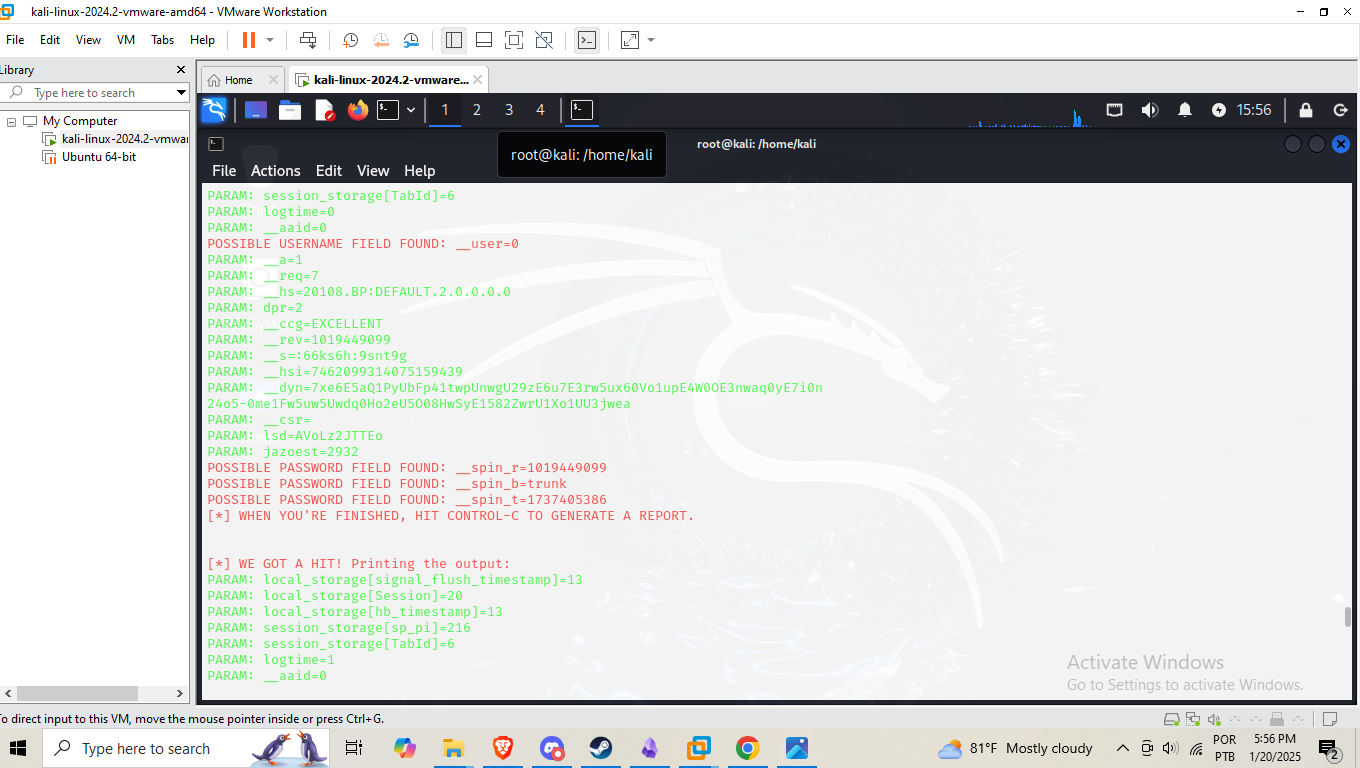 kali-linux-2024.2-vmware-amd64 - VMware Workstation
File Edit View VM Tabs Help
Library
Type here to search
My Computer
kali-linux-2024.2-vmwar
Ubuntu 64-bit
Home
kali-linux-2024.2-vmware...
1 2 3 4
15:56
root@kali: /home/kali
root@kali: /home/kali
File Actions Edit View Help
PARAM: session_storage[TabId]=6
PARAM: logtime=0
PARAM: __aaid=0
POSSIBLE USERNAME FIELD FOUND: __user=0
PARAM: __a=1
PARAM: __req=7
PARAM: __hs=20108.BP:DEFAULT.2.0.0.0.0
PARAM: dpr=2
PARAM: __ccg=EXCELLENT
PARAM: __rev=1019449099
PARAM: __s=:66ks6h:9snt9g
PARAM: __hsi=7462099314075159439
PARAM: __dyn=7xe6E5aQ1PyUbFp41twpUnwgU29zE6u7E3rw5ux60Vo1upE4W0OE3nwaq0yE7i0n
24o5-0me1Fw5uw5Uwdq0Ho2eU5O08HwSyE1582ZwrU1Xo1UU3jwea
PARAM: __csr=
PARAM: lsd=AVoLz2JTTEo
PARAM: jazoest=2932
POSSIBLE PASSWORD FIELD FOUND: __spin_r=1019449099
POSSIBLE PASSWORD FIELD FOUND: __spin_b=trunk
POSSIBLE PASSWORD FIELD FOUND: __spin_t=1737405386
[*] WHEN YOU'RE FINISHED, HIT CONTROL-C TO GENERATE A REPORT.
[*] WE GOT A HIT! Printing the output:
PARAM: local_storage[signal_flush_timestamp]=13
PARAM: local_storage[Session]=20
PARAM: local_storage[hb_timestamp]=13
PARAM: session_storage[sp_pi]=216
PARAM: session_storage[TabId]=6
PARAM: logtime=1
PARAM: __aaid=0
Activate Windows
Go to Settings to activate Windows.
To direct input to this VM, move the mouse pointer inside or press Ctrl+G.
Type here to search
81°F Mostly cloudy
POR
PTB
5:56 PM
1/20/2025
2